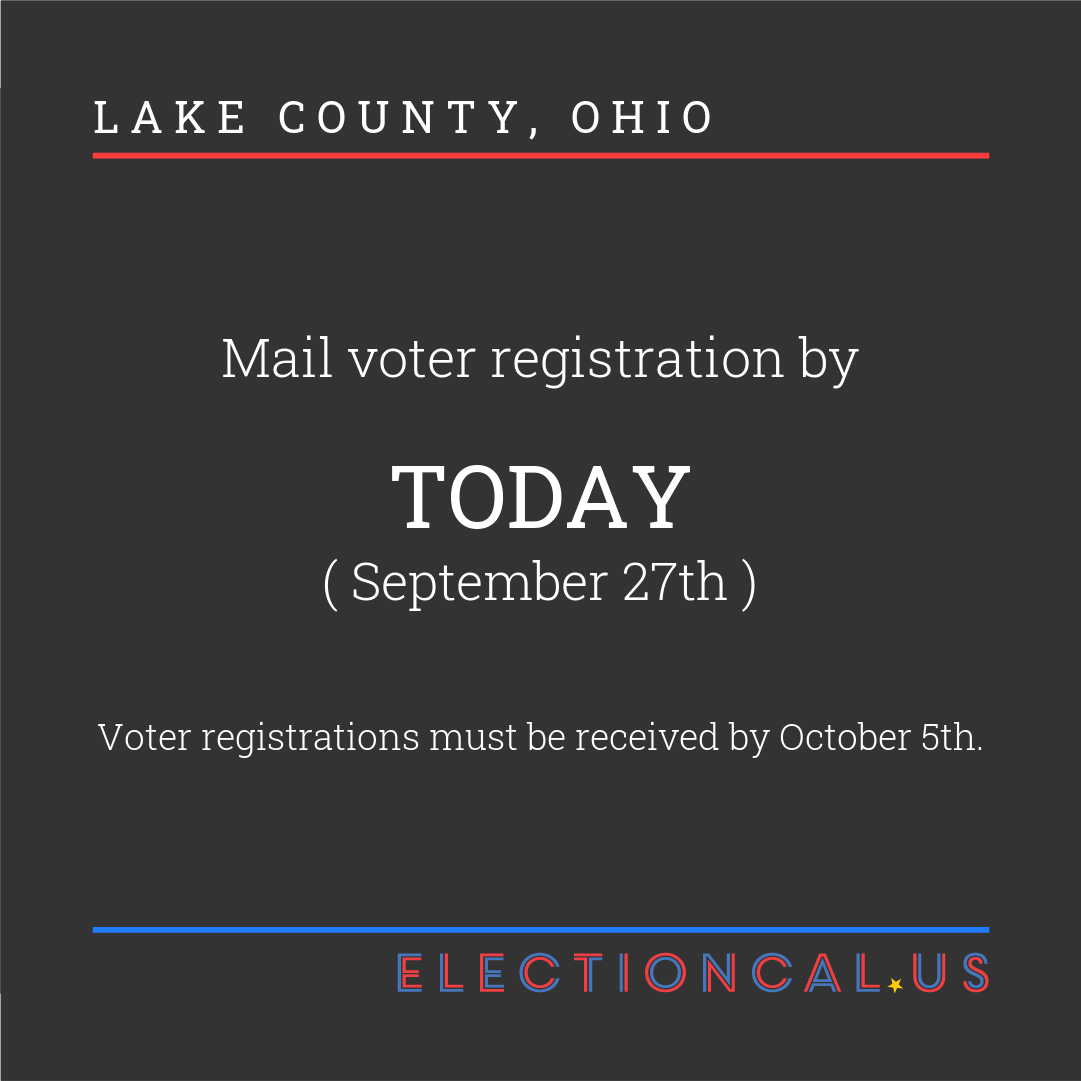 LAKE COUNTY, OHIO
Mail voter registration by
TODAY
( September 27th )
Voter registrations must be received by October 5th.
ELECTIONCAL.US